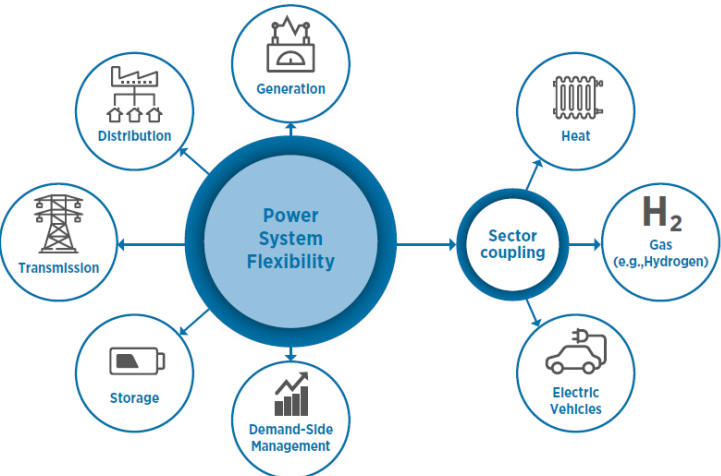 Generation
Distribution
Heat
Power
System
Flexibility
Transmission
Sector
coupling
H2
Gas
(e.g.,Hydrogen)
Storage
Demand-Side
Management
Electric
Vehicles